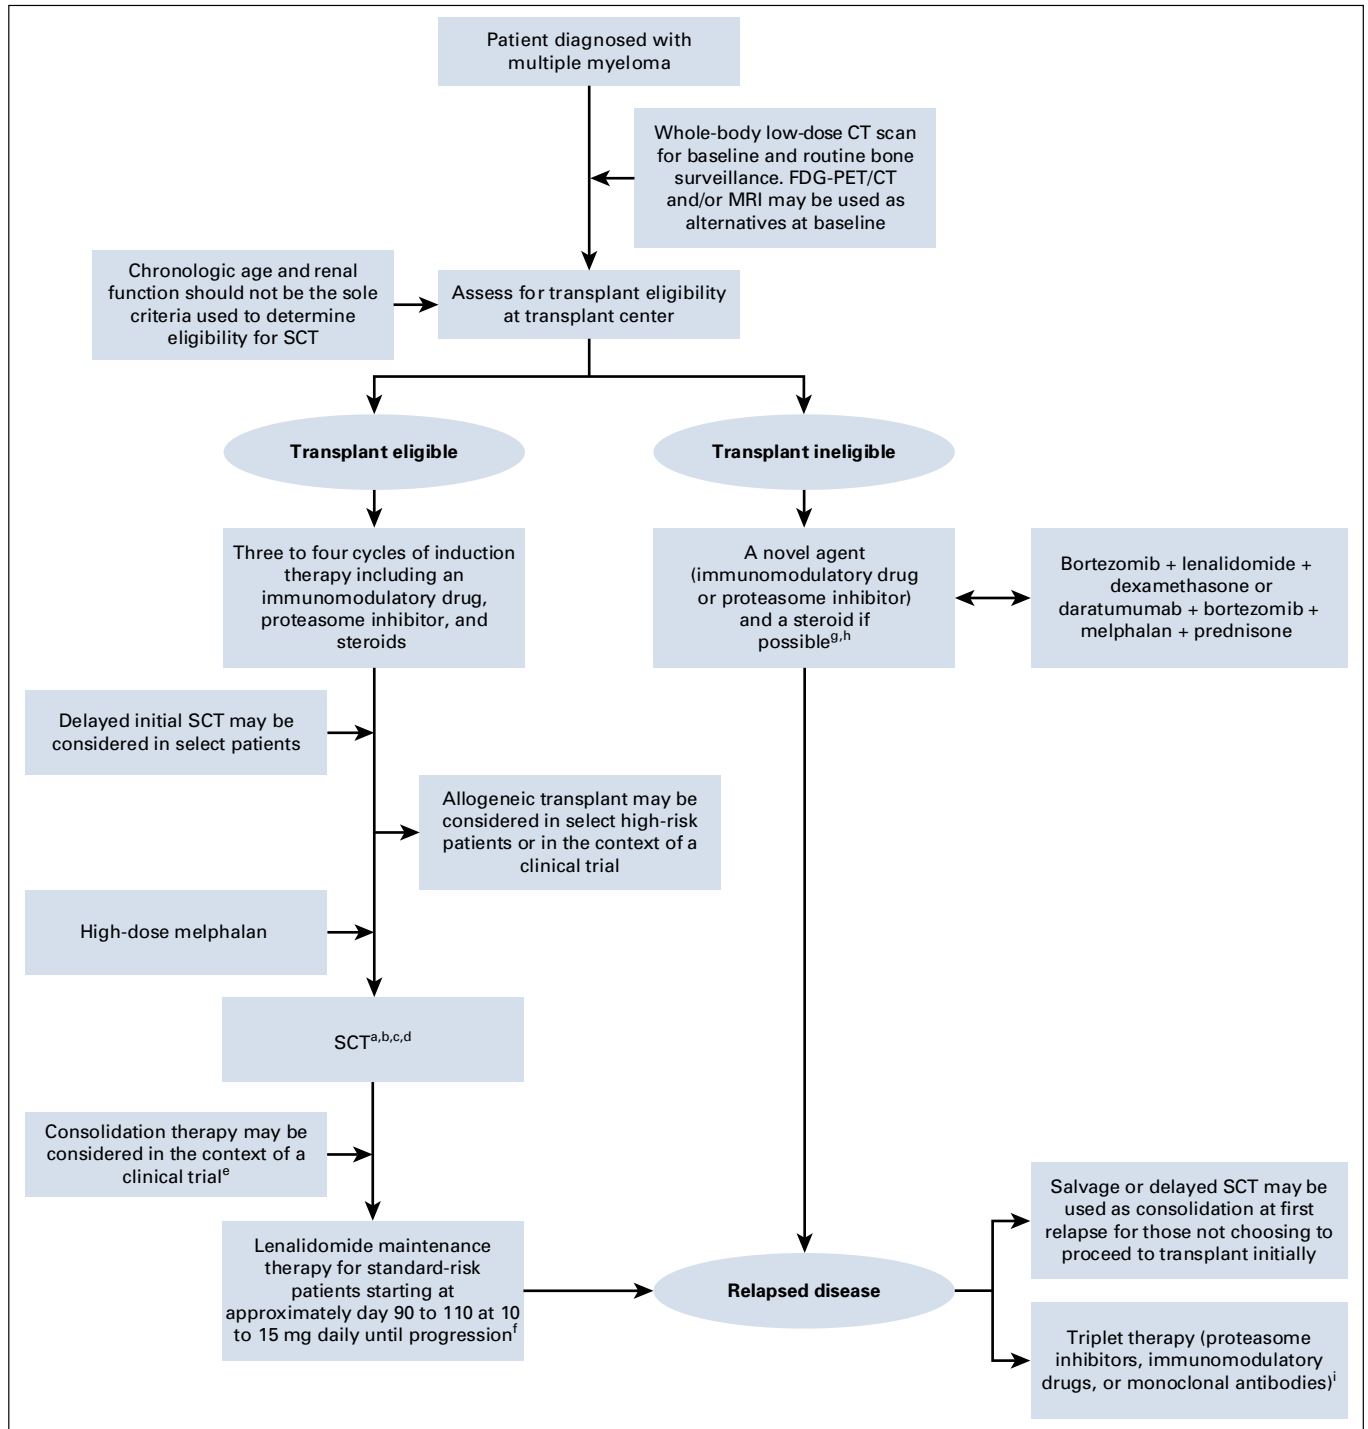 Patient diagnosed with
multiple myeloma
Whole-body low-dose CT scan
for baseline and routine bone
surveillance. FDG-PET/CT
and/or MRI may be used as
alternatives at baseline
Chronologic age and renal
function should not be the sole
criteria used to determine
eligibility for SCT
Assess for transplant eligibility
at transplant center
Transplant eligible
Transplant ineligible
Three to four cycles of induction
therapy including an
immunomodulatory drug,
proteasome inhibitor, and
steroids
A novel agent
(immunomodulatory drug
or proteasome inhibitor)
and a steroid if
possible^g,h
Bortezomib + lenalidomide +
dexamethasone or
daratumumab + bortezomib +
melphalan + prednisone
Delayed initial SCT may be
considered in select patients
Allogeneic transplant may be
considered in select high-risk
patients or in the context of a
clinical trial
High-dose melphalan
SCT^a,b,c,d
Consolidation therapy may be
considered in the context of a
clinical trial^e
Lenalidomide maintenance
therapy for standard-risk
patients starting at
approximately day 90 to 110 at 10
to 15 mg daily until progression^f
Relapsed disease
Salvage or delayed SCT may be
used as consolidation at first
relapse for those not choosing to
proceed to transplant initially
Triplet therapy (proteasome
inhibitors, immunomodulatory
drugs, or monoclonal antibodies)^i